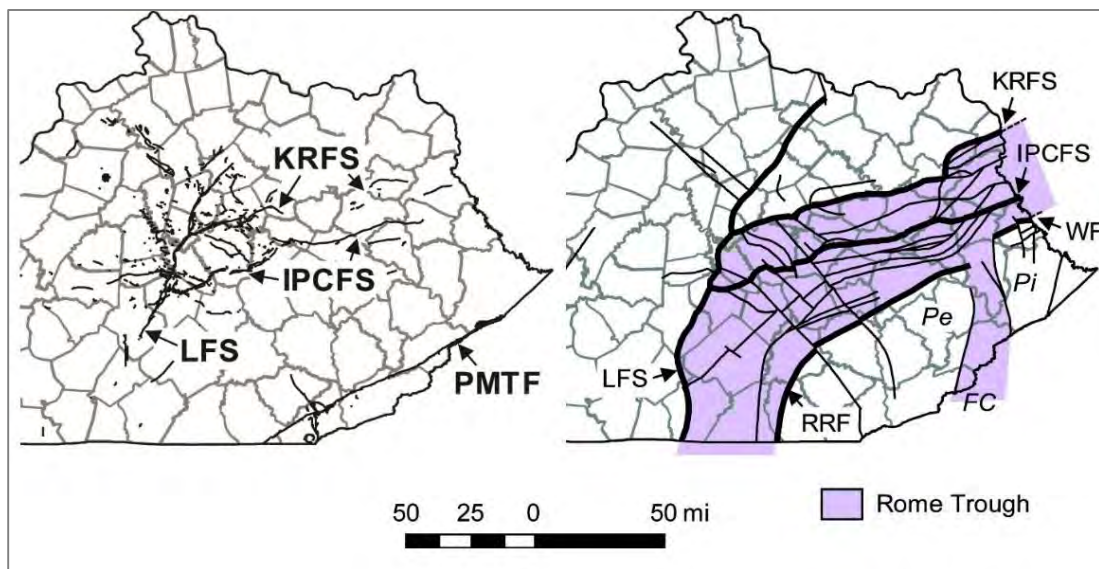 KRFS
IPCFS
LFS
PMTF
KRFS
IPCFS
WF
Pi
Pe
LFS
FC
RRF
50 25 0 50 mi
Rome Trough